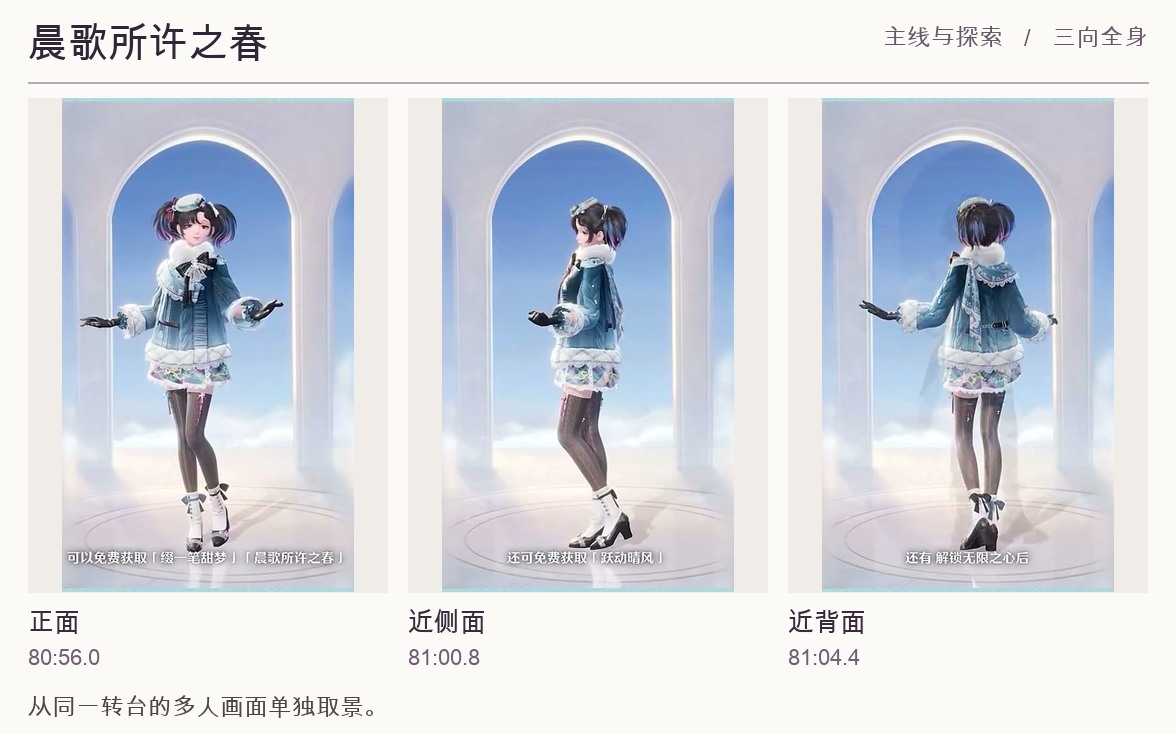 晨歌所许之春
主线与探索 / 三向全身
可以免费获取「缀一笔甜梦」「晨歌所许之春」
还可免费获取「跃动晴风」
还有 解锁无限之心后
正面
近侧面
近背面
80:56.0
81:00.8
81:04.4
从同一转台的多人画面单独取景。